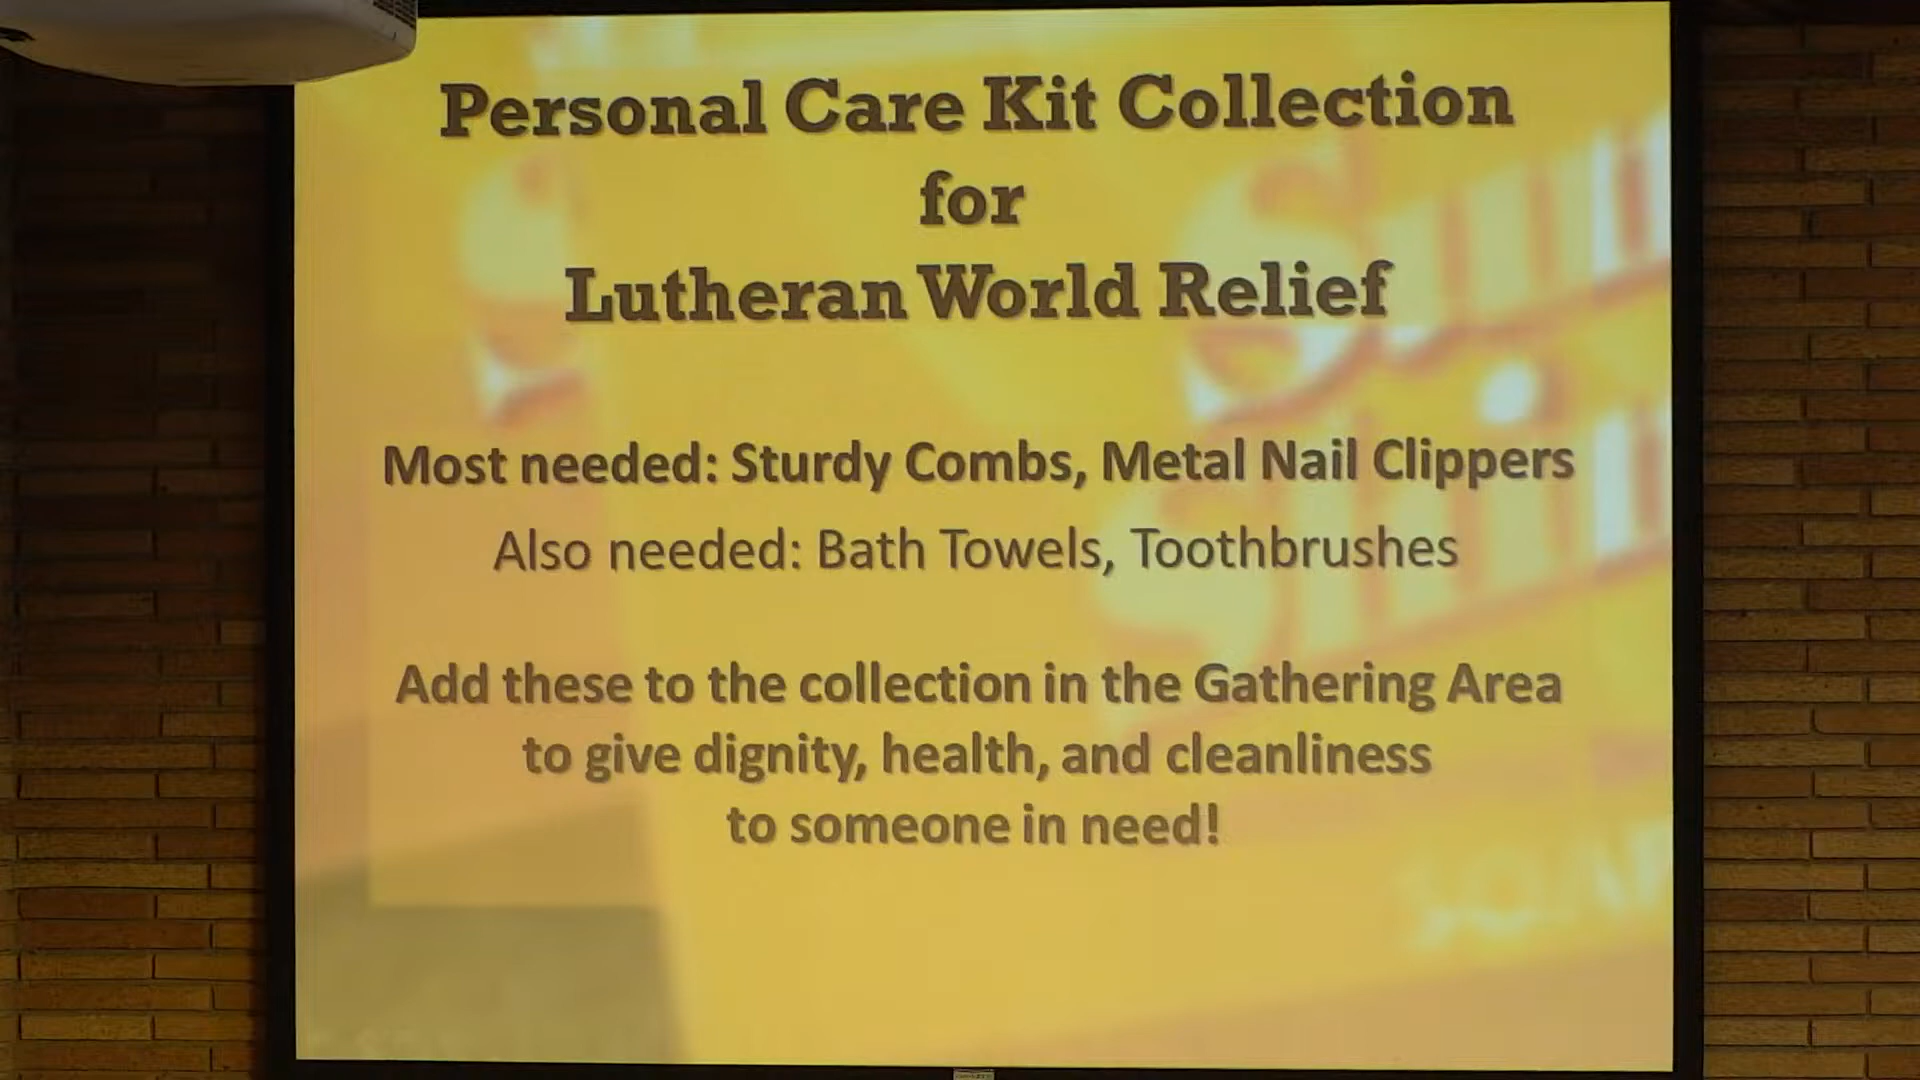 Personal Care Kit Collection
for
Lutheran World Relief
Most needed: Sturdy Combs, Metal Nail Clippers
Also needed: Bath Towels, Toothbrushes
Add these to the collection in the Gathering Area
to give dignity, health, and cleanliness
to someone in need!